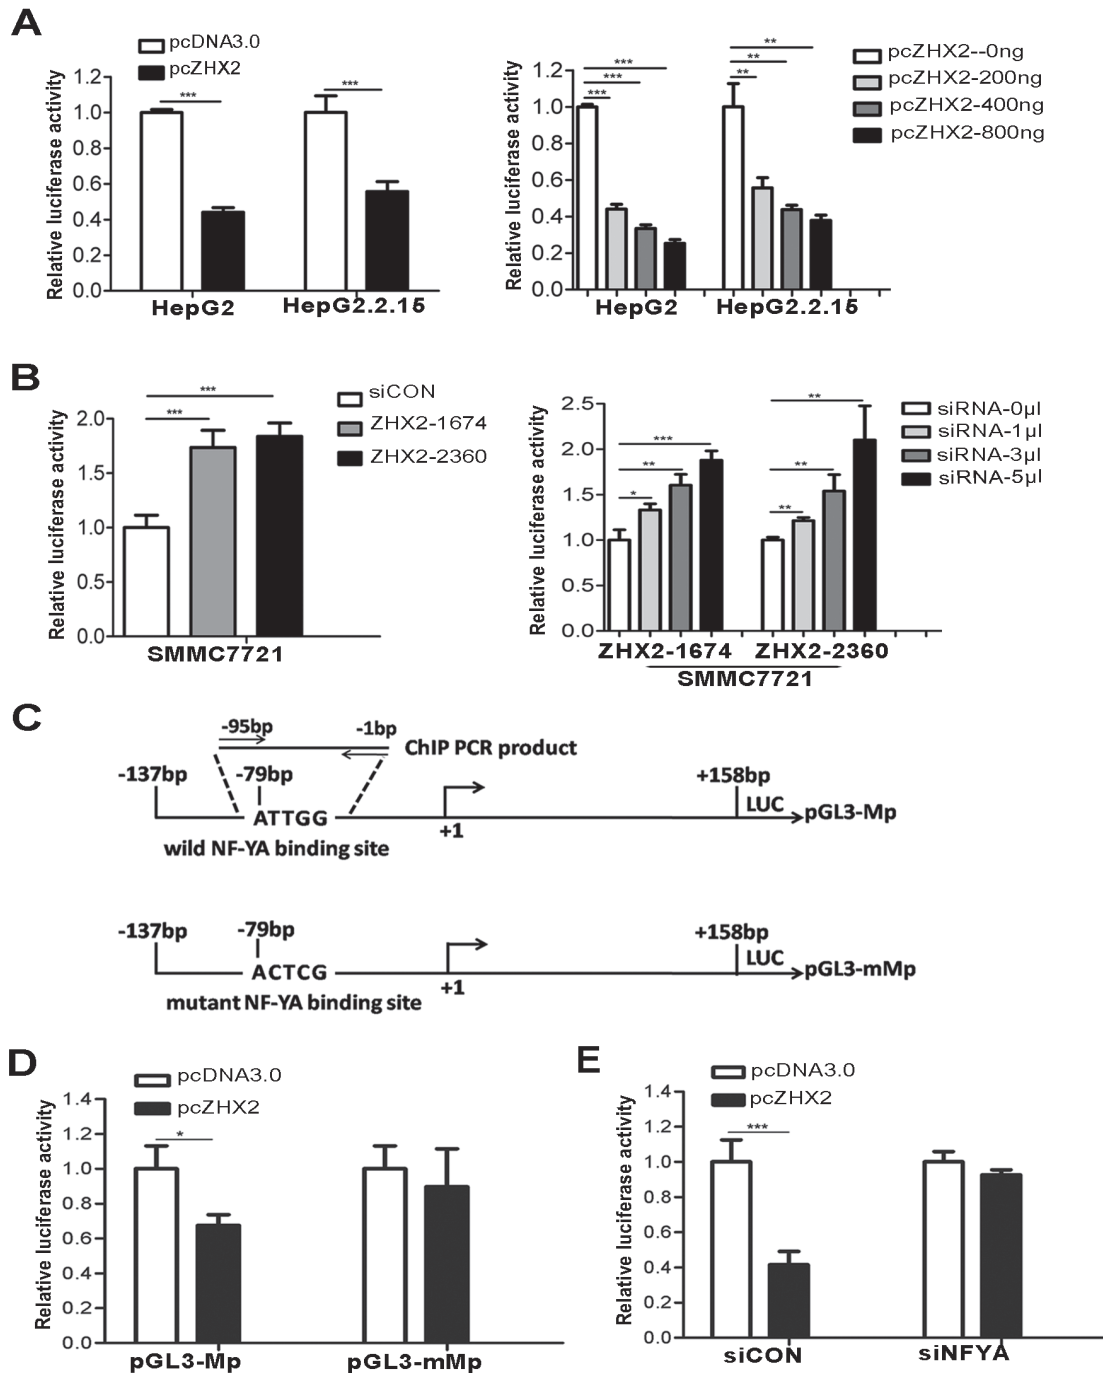 A
pcDNA3.0
pcZHX2
Relative luciferase activity
1.2
1.0
0.8
0.6
0.4
0.2
0.0
***
***
HepG2
HepG2.2.15
Relative luciferase activity
1.2
1.0
0.8
0.6
0.4
0.2
0.0
***
***
***
**
**
**
HepG2
HepG2.2.15
pcZHX2--0ng
pcZHX2-200ng
pcZHX2-400ng
pcZHX2-800ng
B
Relative luciferase activity
2.0
1.5
1.0
0.5
0.0
***
***
SMMC7721
siCON
ZHX2-1674
ZHX2-2360
Relative luciferase activity
2.5
2.0
1.5
1.0
0.5
0.0
***
**
*
**
**
**
ZHX2-1674
ZHX2-2360
SMMC7721
siRNA-0µl
siRNA-1µl
siRNA-3µl
siRNA-5µl
C
-95bp
-1bp
ChIP PCR product
-137bp
-79bp
+158bp
ATTGG
+1
LUC
pGL3-Mp
wild NF-YA binding site
-137bp
-79bp
+158bp
ACTCG
+1
LUC
pGL3-mMp
mutant NF-YA binding site
D
pcDNA3.0
pcZHX2
Relative luciferase activity
1.4
1.2
1.0
0.8
0.6
0.4
0.2
0.0
*
pGL3-Mp
pGL3-mMp
E
pcDNA3.0
pcZHX2
Relative luciferase activity
1.4
1.2
1.0
0.8
0.6
0.4
0.2
0.0
***
siCON
siNFYA